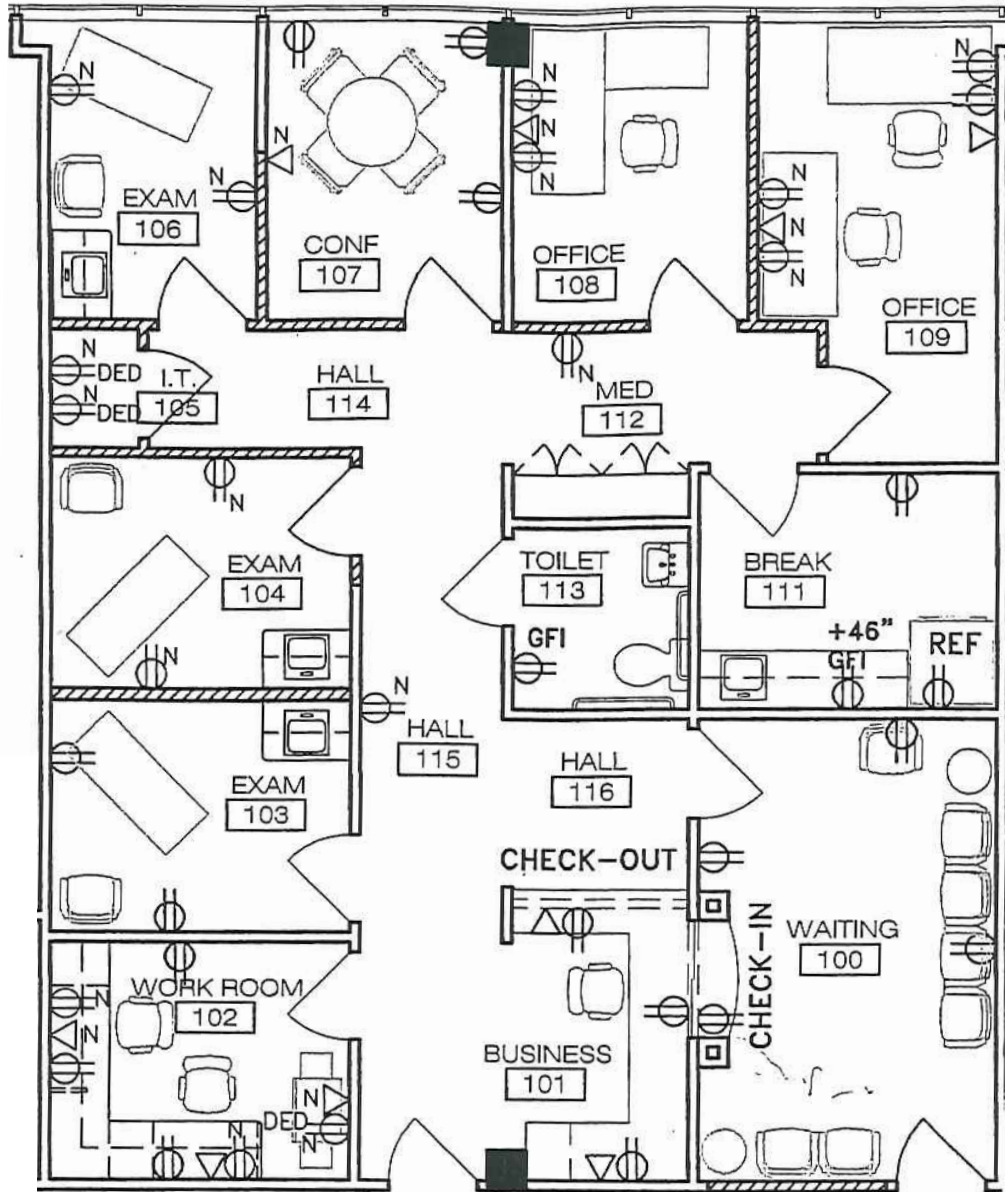 N
N
EXAM
106
N
CONF
107
N
N
N
OFFICE
108
N
N
N
N
N
OFFICE
109
N
DED
N
DED
I.T.
105
HALL
114
N
MED
112
N
EXAM
104
N
TOILET
113
GFI
BREAK
111
+46"
GFI
REF
N
HALL
115
HALL
116
EXAM
103
CHECK-OUT
CHECK-IN
WAITING
100
WORK ROOM
102
N
N
N
DED
N
N
BUSINESS
101